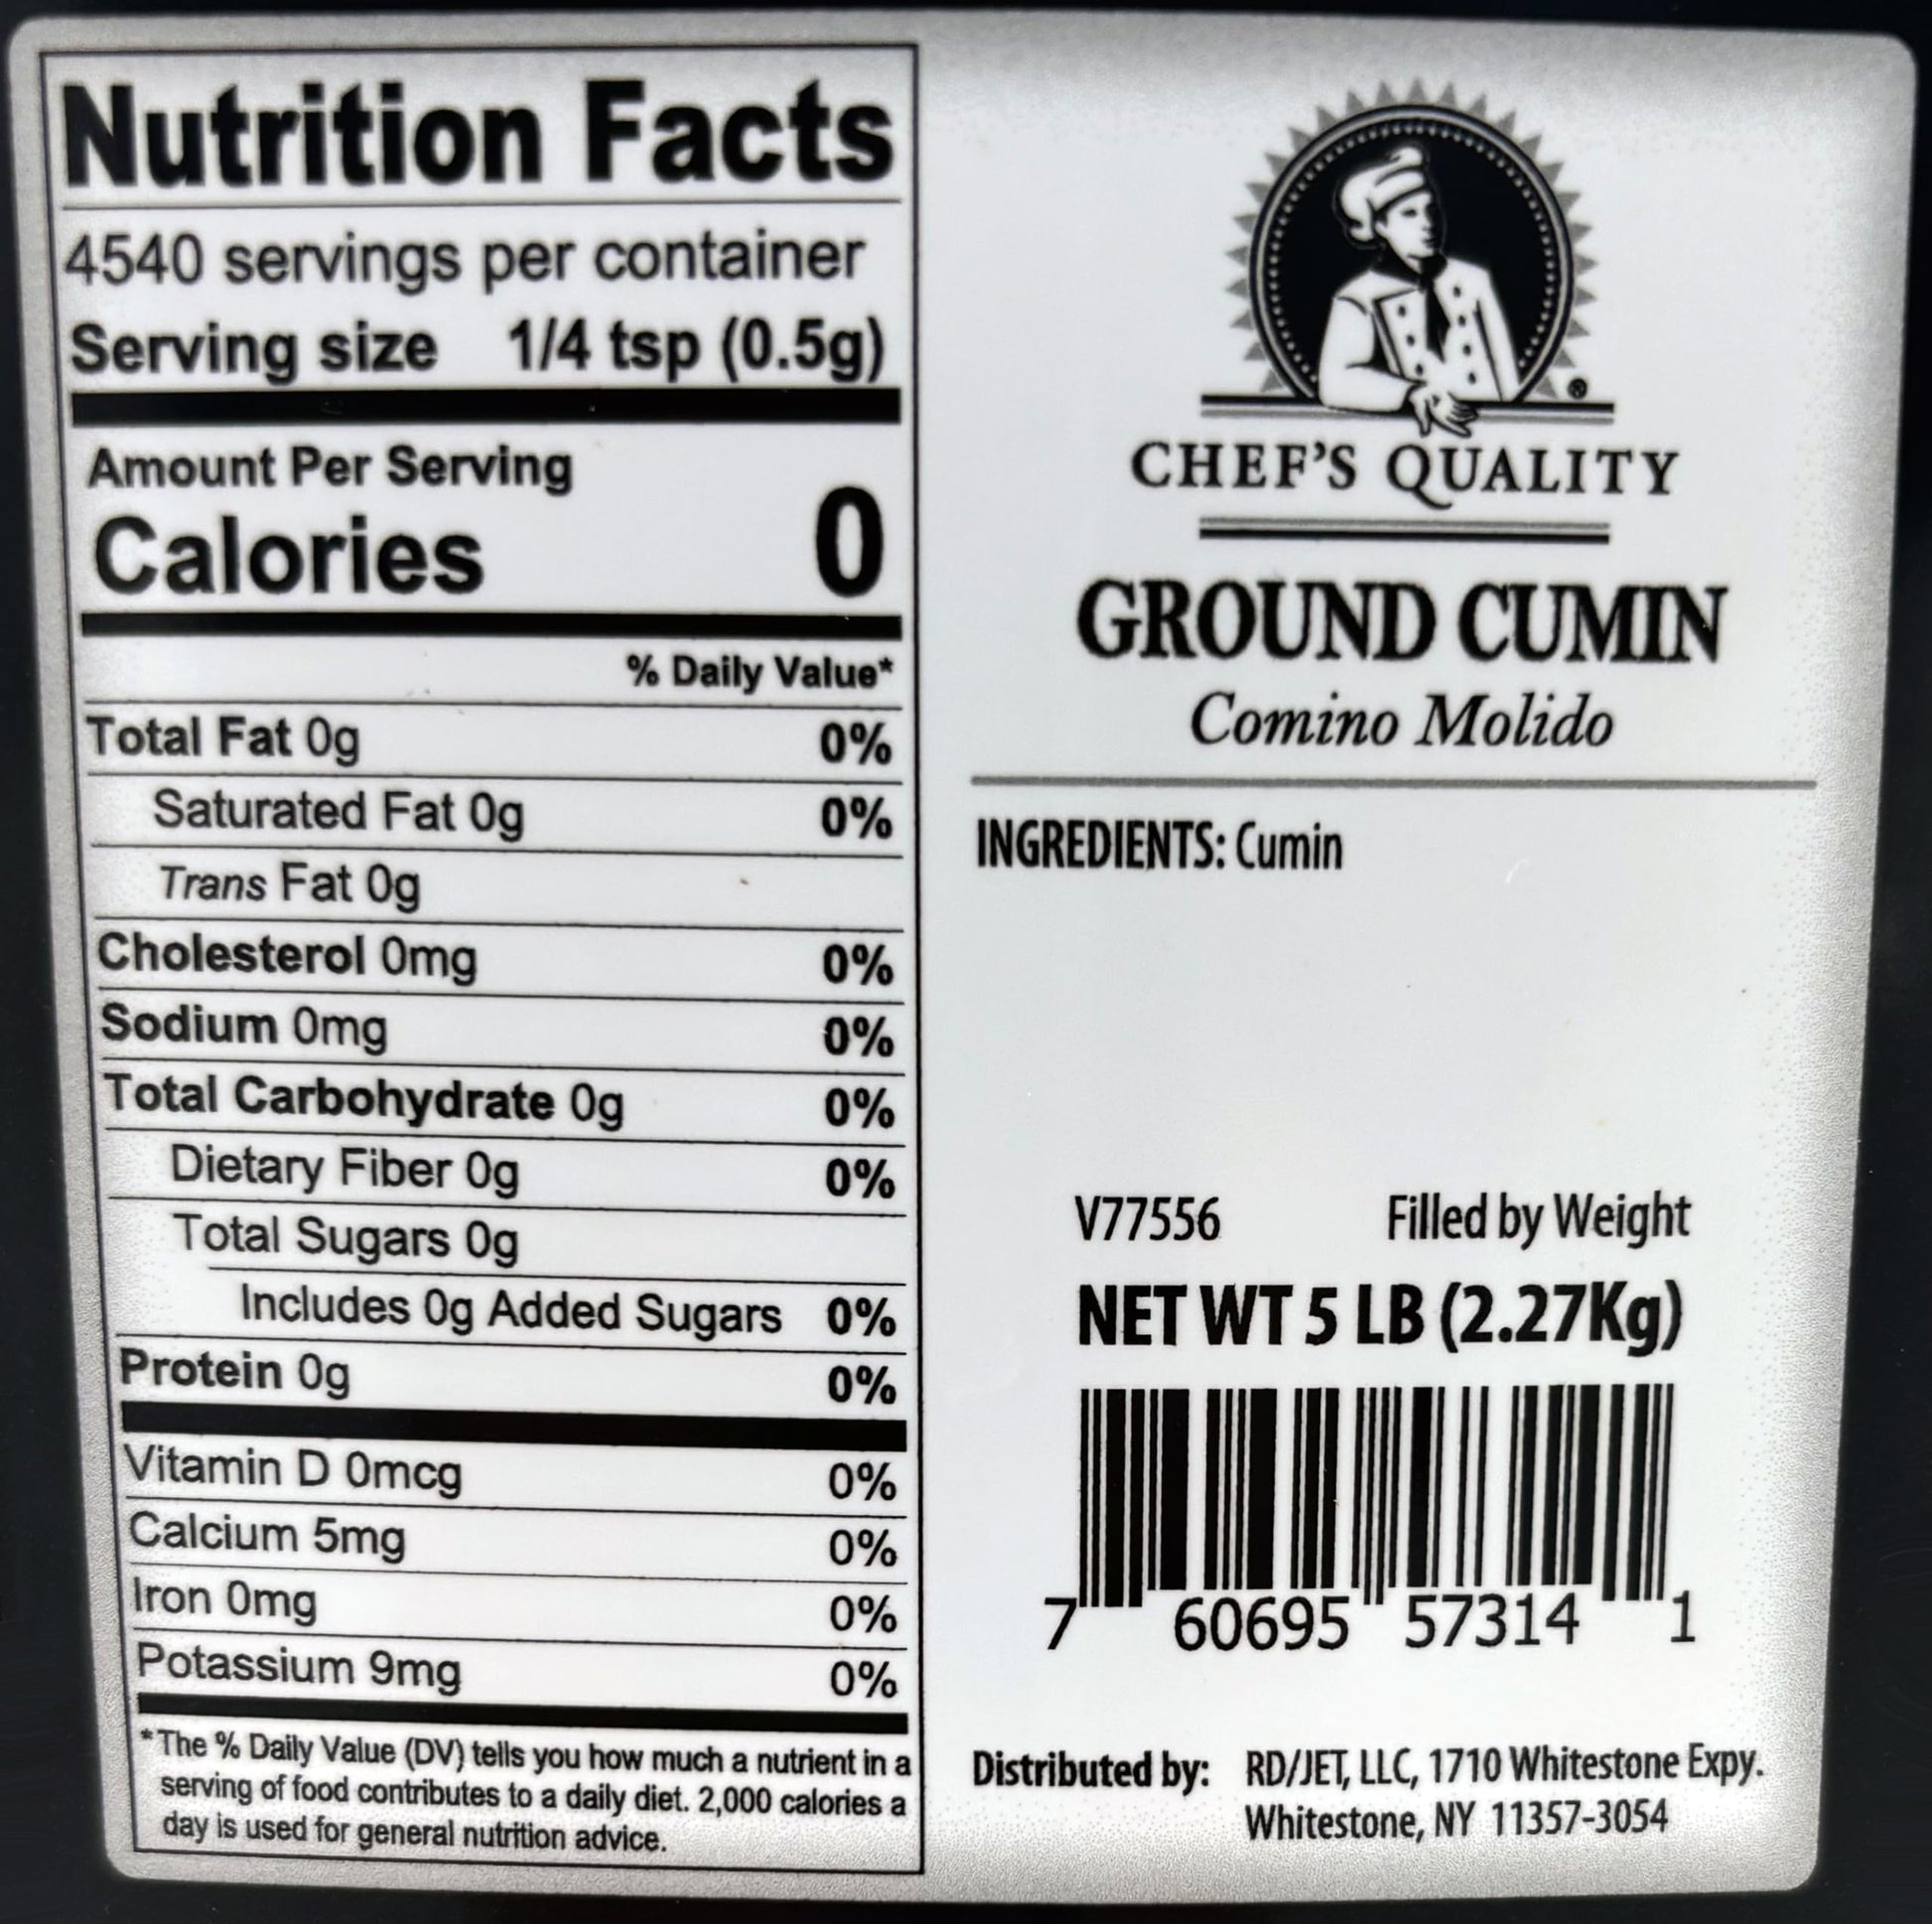 Nutrition Facts
4540 servings per container
Serving size 1/4 tsp (0.5g)
Amount Per Serving
Calories 0
% Daily Value*
Total Fat 0g 0%
Saturated Fat 0g 0%
Trans Fat 0g
Cholesterol 0mg 0%
Sodium 0mg 0%
Total Carbohydrate 0g 0%
Dietary Fiber 0g 0%
Total Sugars 0g
Includes 0g Added Sugars 0%
Protein 0g 0%
Vitamin D 0mcg 0%
Calcium 5mg 0%
Iron 0mg 0%
Potassium 9mg 0%
*The % Daily Value (DV) tells you how much a nutrient in a
serving of food contributes to a daily diet. 2,000 calories a
day is used for general nutrition advice.
®
CHEF'S QUALITY
GROUND CUMIN
Comino Molido
INGREDIENTS: Cumin
V77556 Filled by Weight
NET WT 5 LB (2.27Kg)
7 60695 57314 1
Distributed by: RD/JET, LLC, 1710 Whitestone Expy.
Whitestone, NY 11357-3054